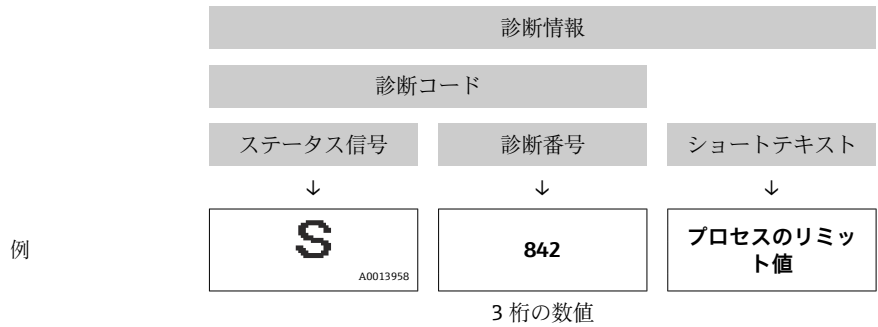 診断情報
診断コード
ステータス信号
診断番号
ショートテキスト
↓
↓
↓
例
S
A0013958
842
プロセスのリミッ
ト値
3 桁の数値